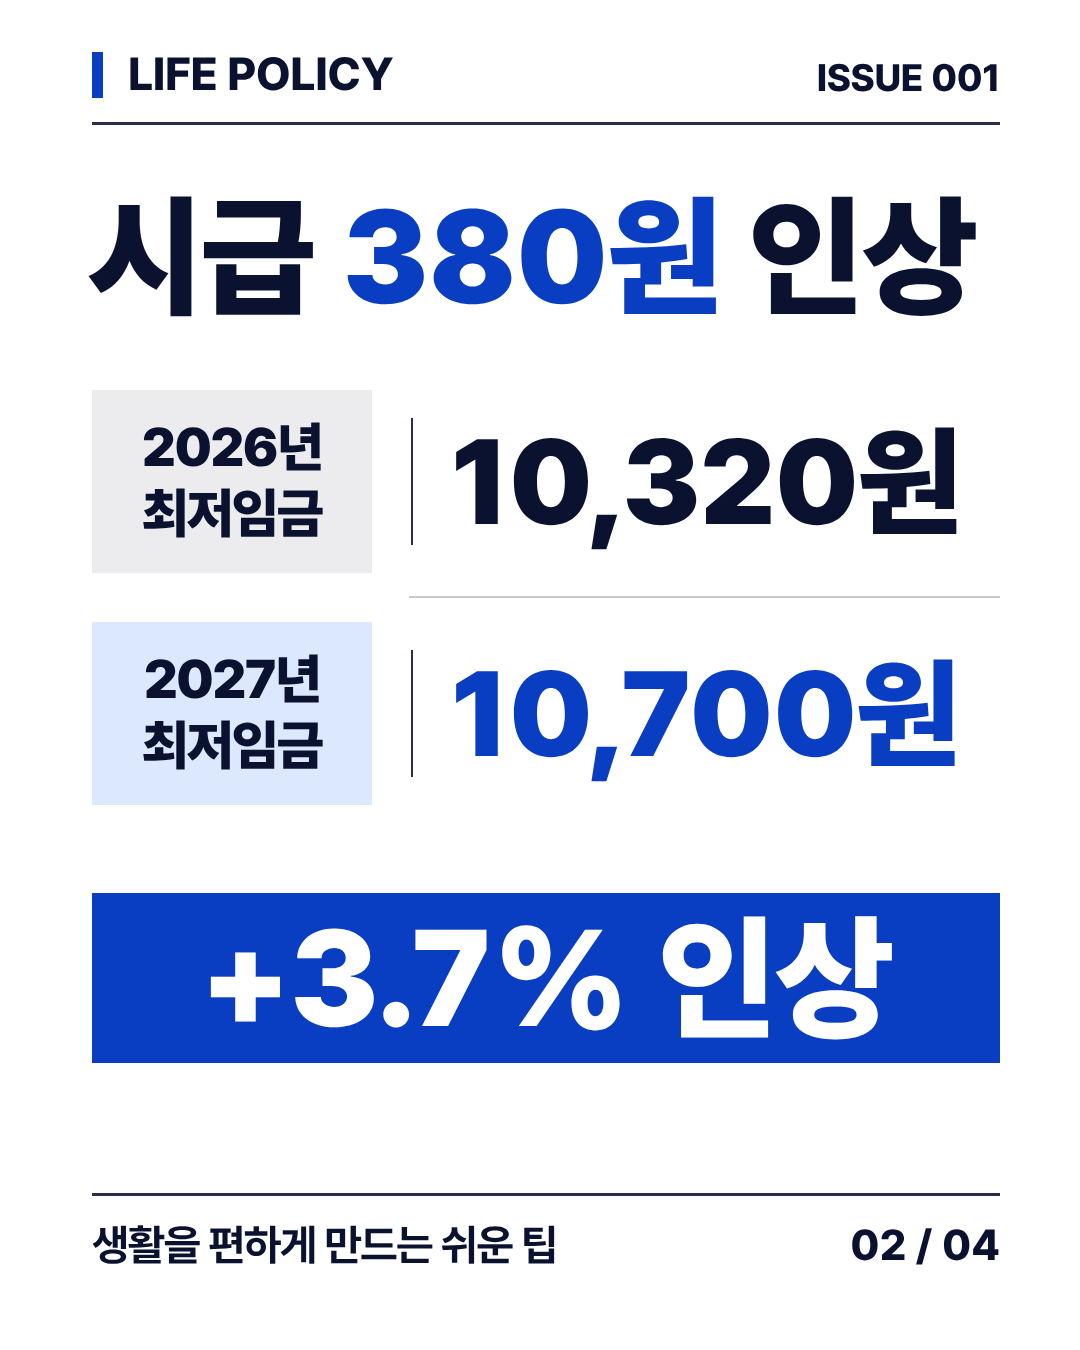 LIFE POLICY
ISSUE 001
시급 380원 인상
2026년
최저임금
10,320원
2027년
최저임금
10,700원
+3.7% 인상
생활을 편하게 만드는 쉬운 팁
02 / 04